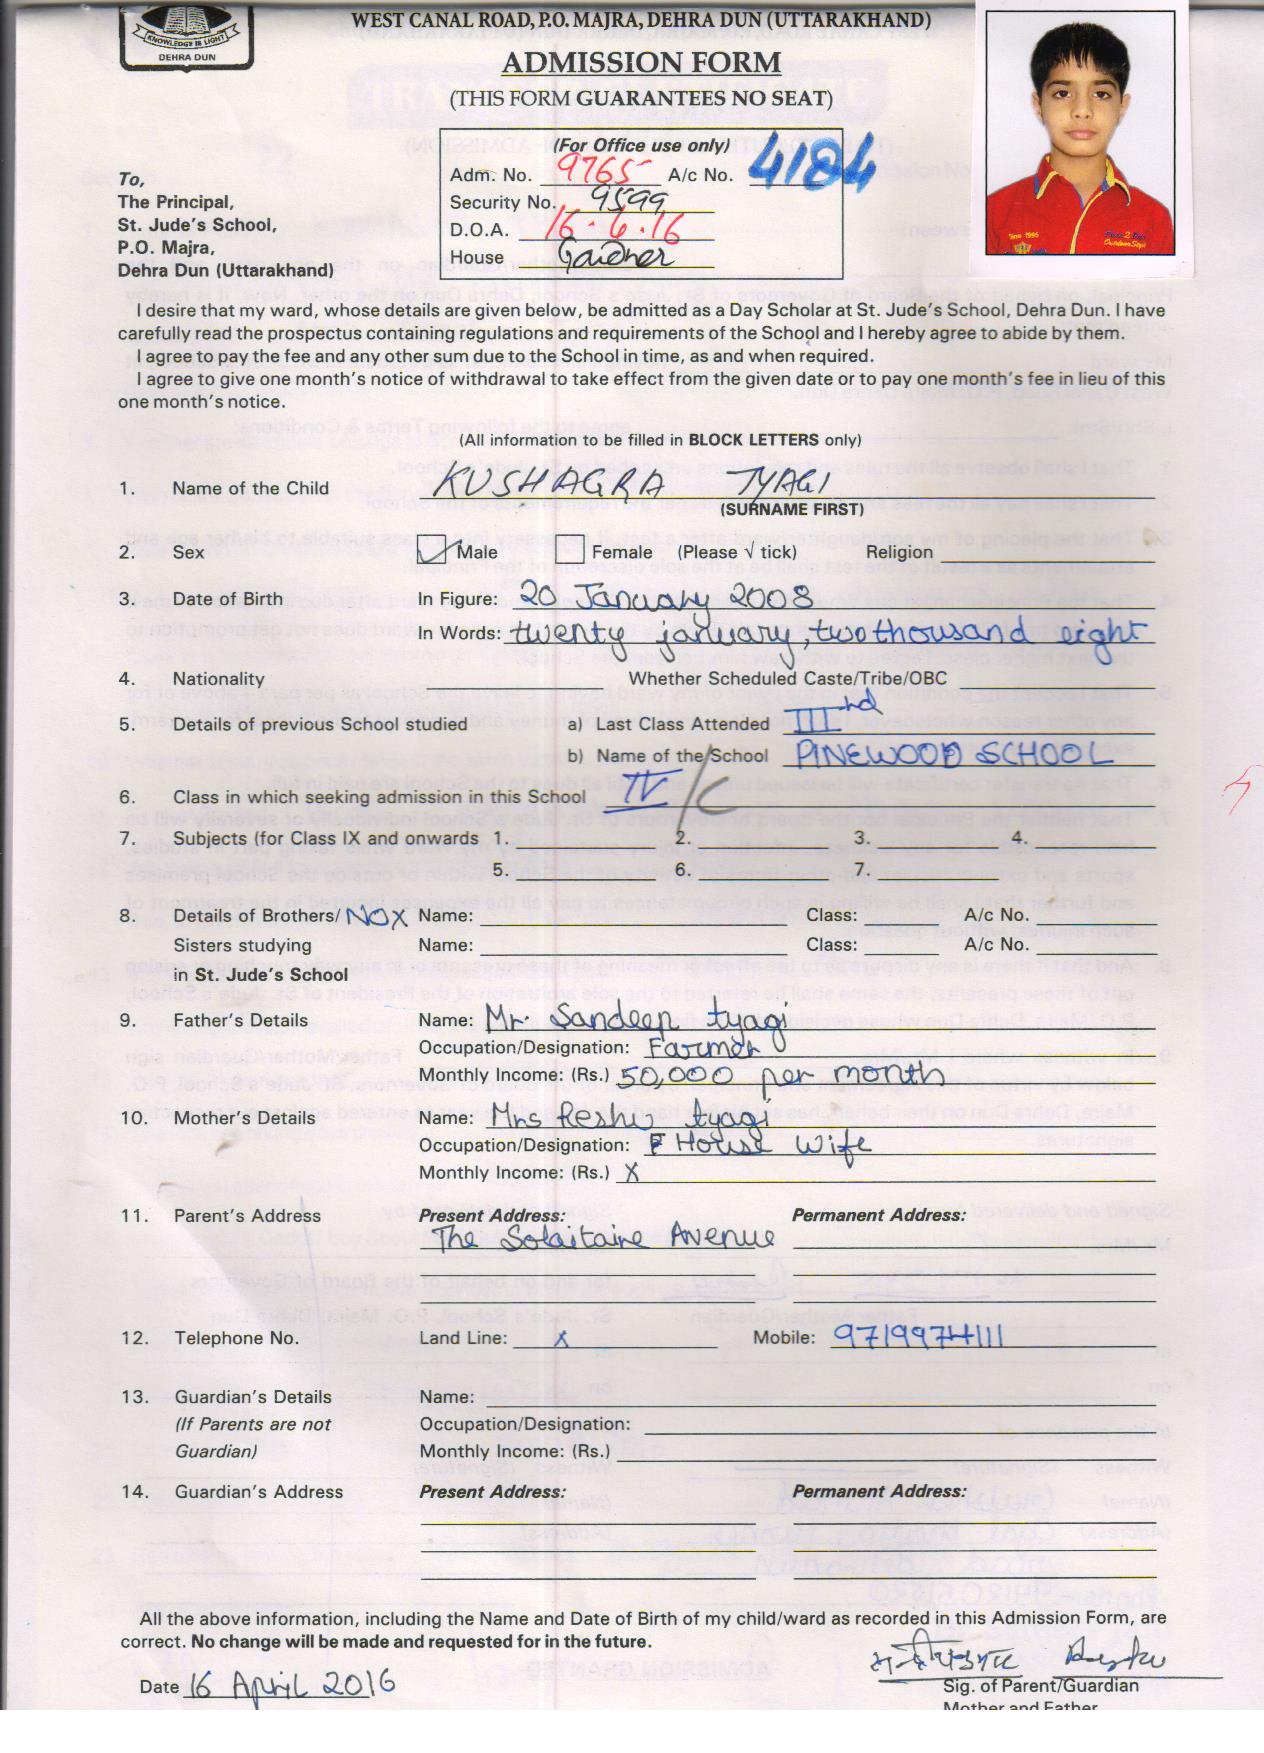 KNOWLEDGE IS LIGHT
DEHRA DUN
WEST CANAL ROAD, P.O. MAJRA, DEHRA DUN (UTTARAKHAND)
ADMISSION FORM
(THIS FORM GUARANTEES NO SEAT)
(For Office use only)
Adm. No. 9765 A/c No. 4184
Security No. 9599
D.O.A. 16.4.16
House Gaidner
To,
The Principal,
St. Jude's School,
P.O. Majra,
Dehra Dun (Uttarakhand)
I desire that my ward, whose details are given below, be admitted as a Day Scholar at St. Jude's School, Dehra Dun. I have
carefully read the prospectus containing regulations and requirements of the School and I hereby agree to abide by them.
I agree to pay the fee and any other sum due to the School in time, as and when required.
I agree to give one month's notice of withdrawal to take effect from the given date or to pay one month's fee in lieu of this
one month's notice.
(All information to be filled in BLOCK LETTERS only)
1. Name of the Child KUSHAGRA TYAGI
(SURNAME FIRST)
2. Sex Male Female (Please √ tick) Religion
3. Date of Birth In Figure: 20 January 2008
In Words: twenty january, two thousand eight
4. Nationality Whether Scheduled Caste/Tribe/OBC
5. Details of previous School studied a) Last Class Attended IIIrd
b) Name of the School PINEWOOD SCHOOL
6. Class in which seeking admission in this School IV/C
7. Subjects (for Class IX and onwards 1. 2. 3. 4.
5. 6. 7.
8. Details of Brothers/ NO X Name: Class: A/c No.
Sisters studying Name: Class: A/c No.
in St. Jude's School
9. Father's Details Name: Mr. Sandeep tyagi
Occupation/Designation: Farmer
Monthly Income: (Rs.) 50,000 per month
10. Mother's Details Name: Mrs Reshu tyagi
Occupation/Designation: House wife
Monthly Income: (Rs.) X
11. Parent's Address Present Address: Permanent Address:
The Solaitaire Avenue
12. Telephone No. Land Line: X Mobile: 9719974111
13. Guardian's Details Name:
(If Parents are not Occupation/Designation:
Guardian) Monthly Income: (Rs.)
14. Guardian's Address Present Address: Permanent Address:
All the above information, including the Name and Date of Birth of my child/ward as recorded in this Admission Form, are
correct. No change will be made and requested for in the future.
Date 16 April 2016
Sig. of Parent/Guardian
Mother and Father